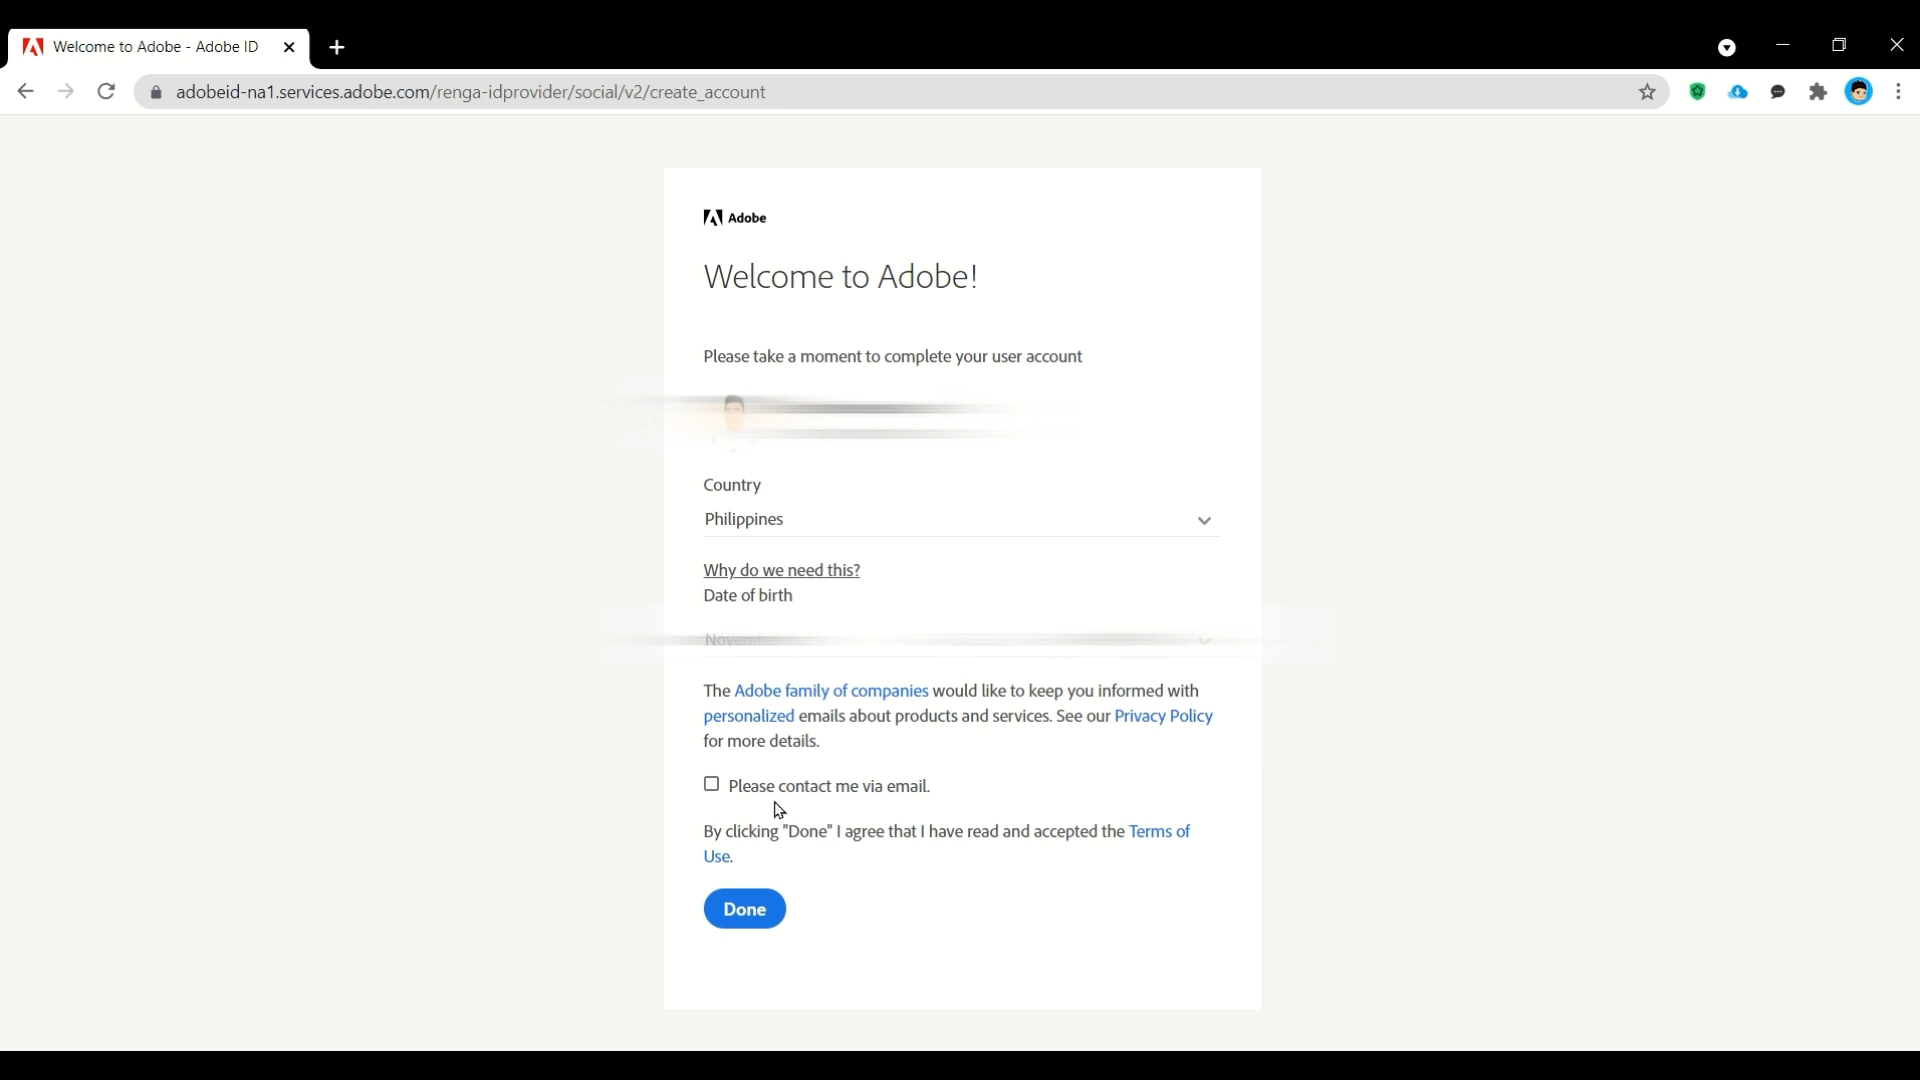 Welcome to Adobe - Adobe ID
adobeid-na1.services.adobe.com/renga-idprovider/social/v2/create_account
Adobe
Welcome to Adobe!
Please take a moment to complete your user account
Country
Philippines
Why do we need this?
Date of birth
The Adobe family of companies would like to keep you informed with
personalized emails about products and services. See our Privacy Policy
for more details.
Please contact me via email.
By clicking "Done" I agree that I have read and accepted the Terms of
Use.
Done